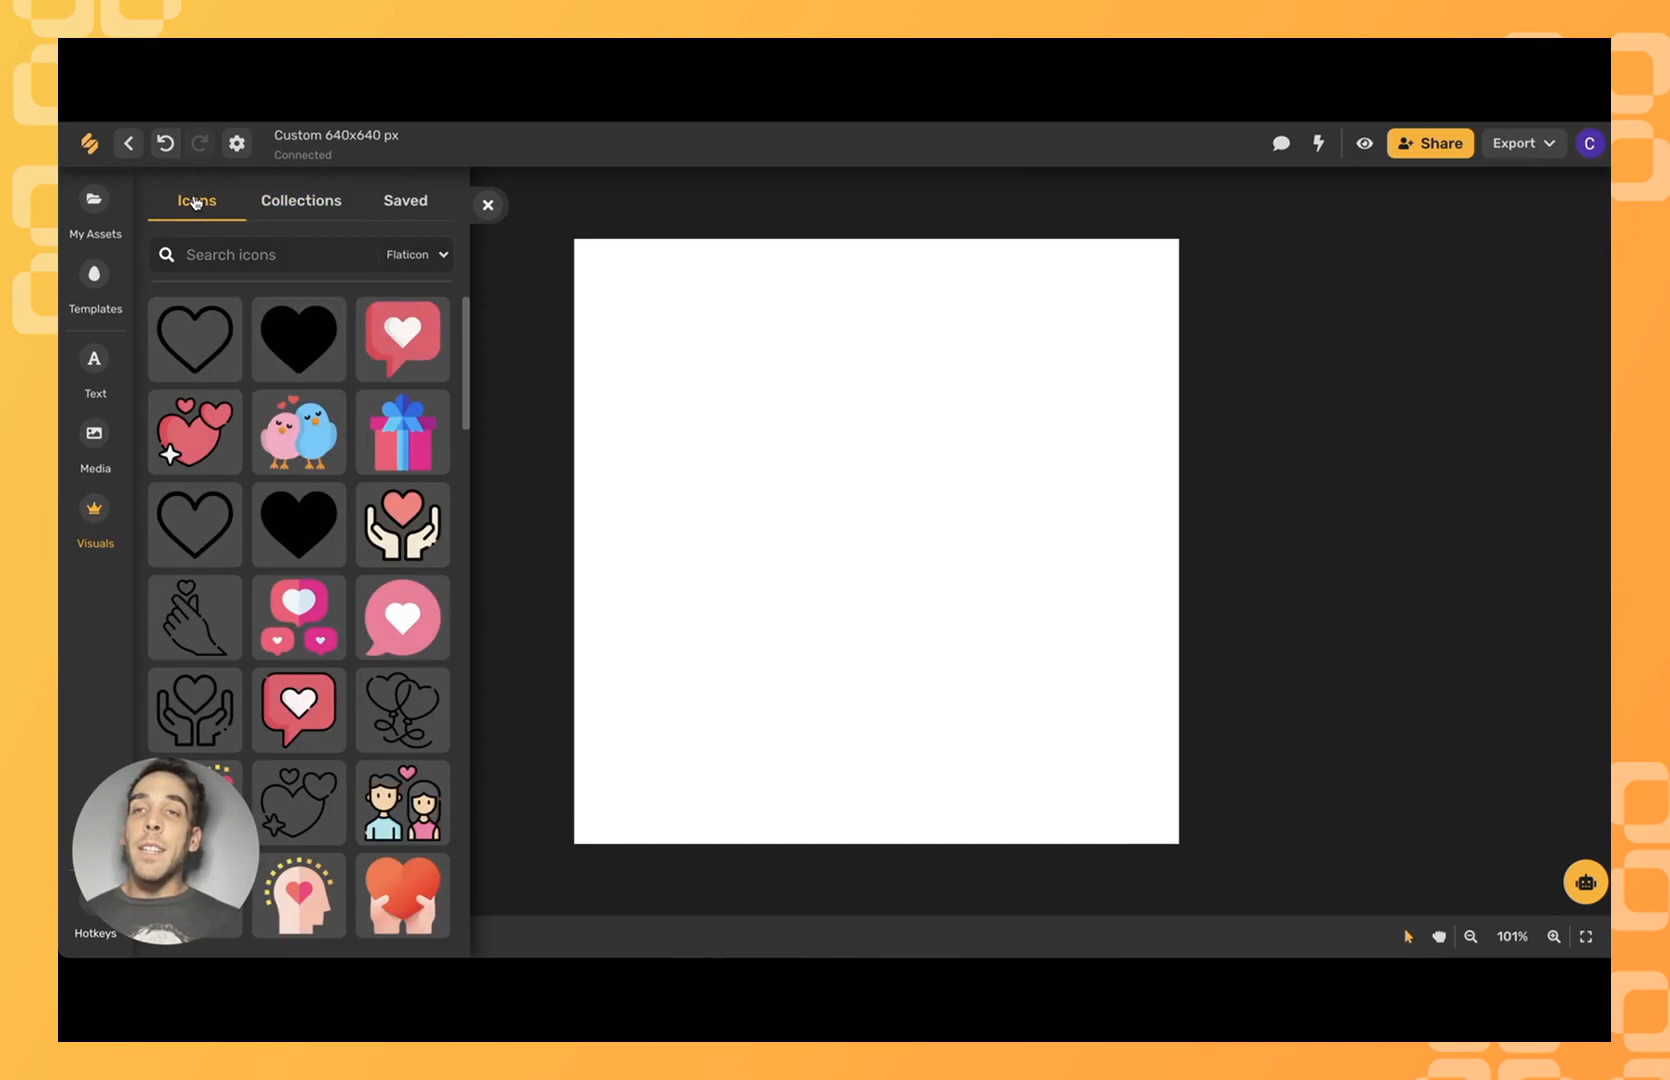 Custom 640x640 px
Connected
Share
Export
C
My Assets
Templates
Text
Media
Visuals
Hotkeys
Icons
Collections
Saved
Search icons
Flaticon
A
101%